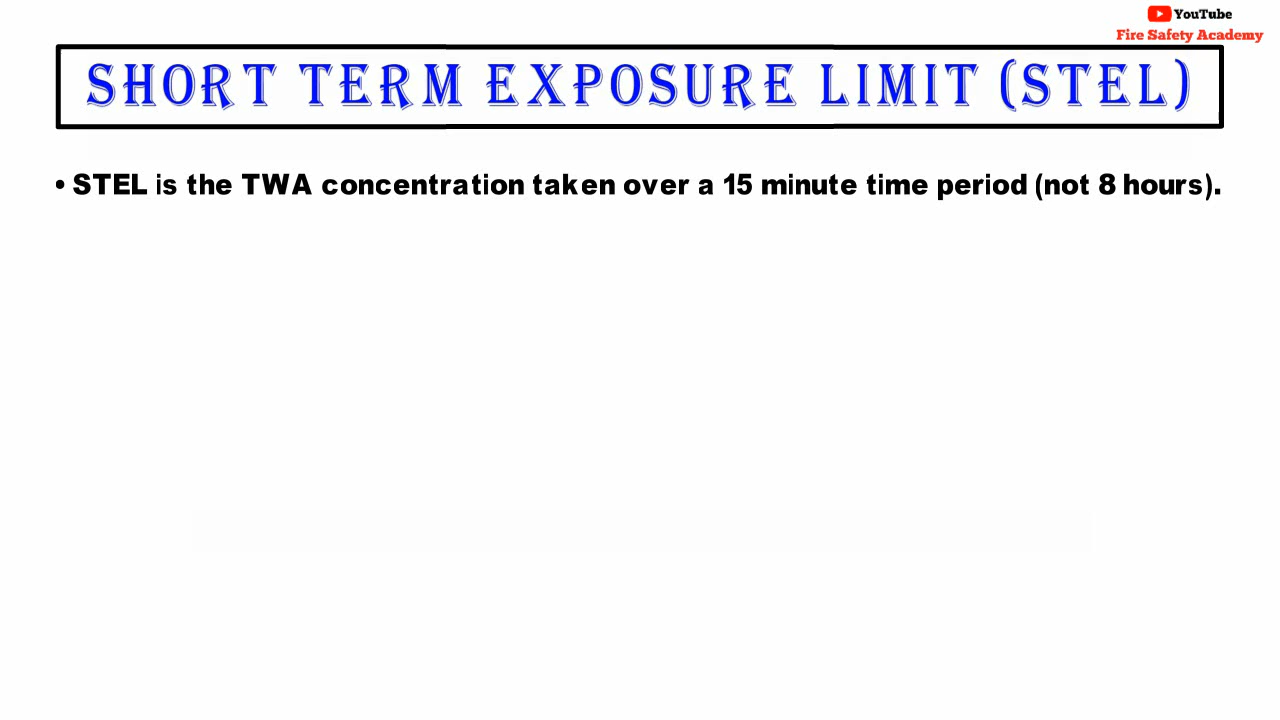 YouTube
Fire Safety Academy
SHORT TERM EXPOSURE LIMIT (STEL)
• STEL is the TWA concentration taken over a 15 minute time period (not 8 hours).